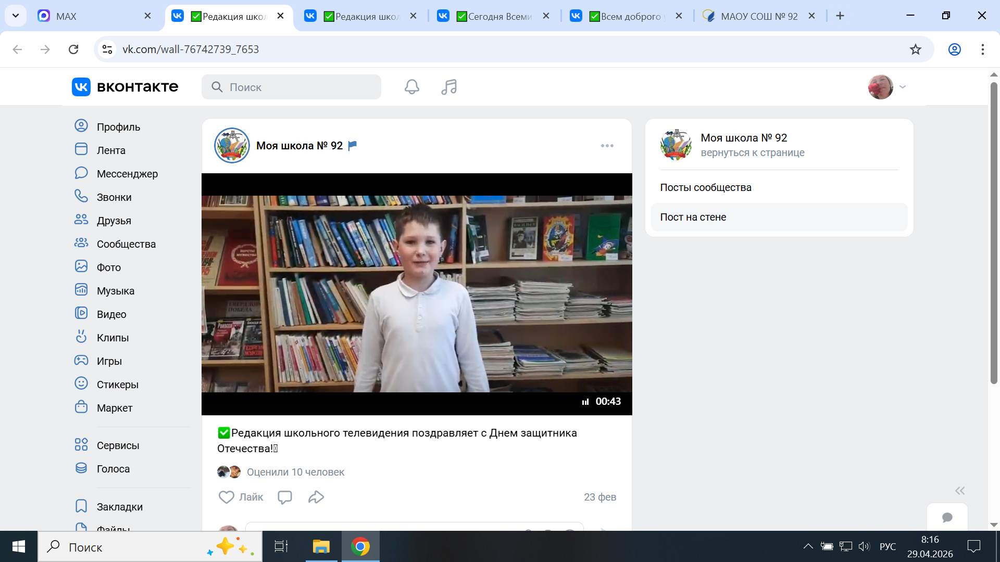 MAX
✅Редакция школ
✅Редакция школ
✅Сегодня Всеми
✅Всем доброго у
МАОУ СОШ № 92
vk.com/wall-76742739_7653
вконтакте
Поиск
Профиль
Лента
Мессенджер
Звонки
Друзья
Сообщества
Фото
Музыка
Видео
Клипы
Игры
Стикеры
Маркет
Сервисы
Голоса
Закладки
Файлы
Моя школа № 92
ВАСИЛЬЕВ
МУЖЕСТВА
ПОБЕДА
00:43
✅Редакция школьного телевидения поздравляет с Днем защитника
Отечества!
Оценили 10 человек
Лайк
23 фев
Моя школа № 92
вернуться к странице
Посты сообщества
Пост на стене
Поиск
РУС
8:16
29.04.2026